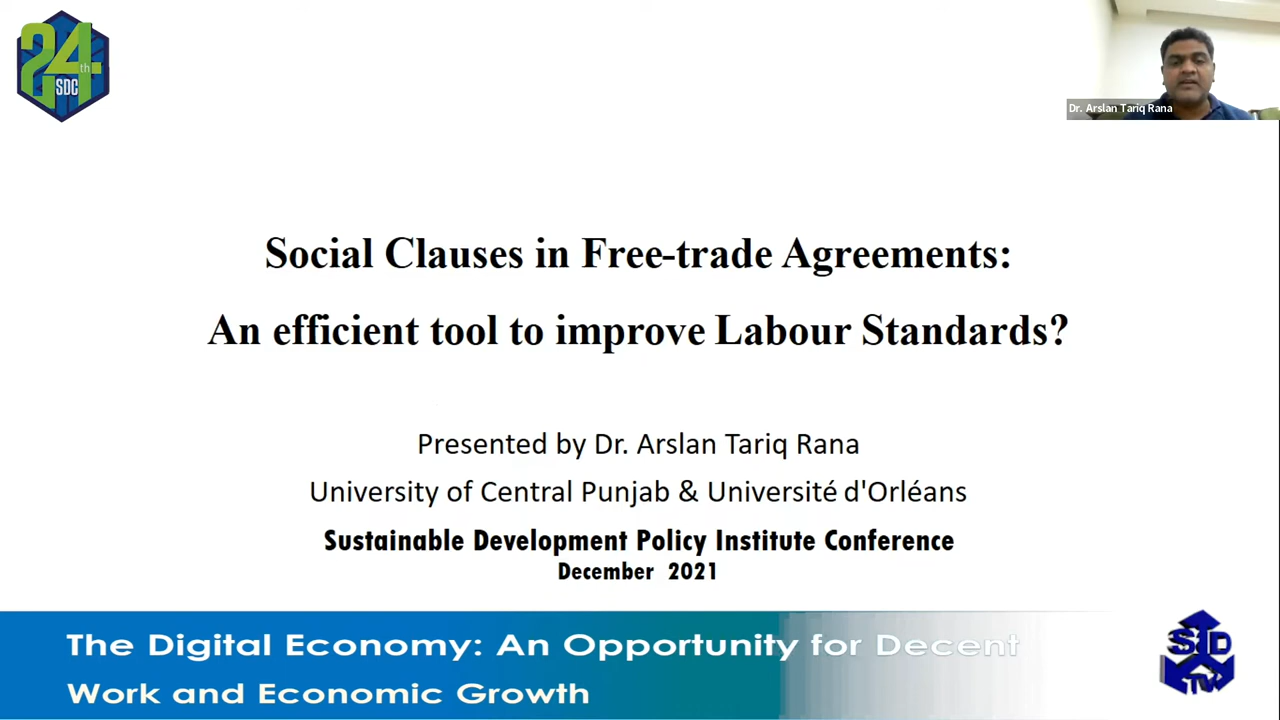 24th
SDC
Dr. Arslan Tariq Rana
Social Clauses in Free-trade Agreements:
An efficient tool to improve Labour Standards?
Presented by Dr. Arslan Tariq Rana
University of Central Punjab & Université d'Orléans
Sustainable Development Policy Institute Conference
December 2021
The Digital Economy: An Opportunity for Decent
Work and Economic Growth
SD
TV